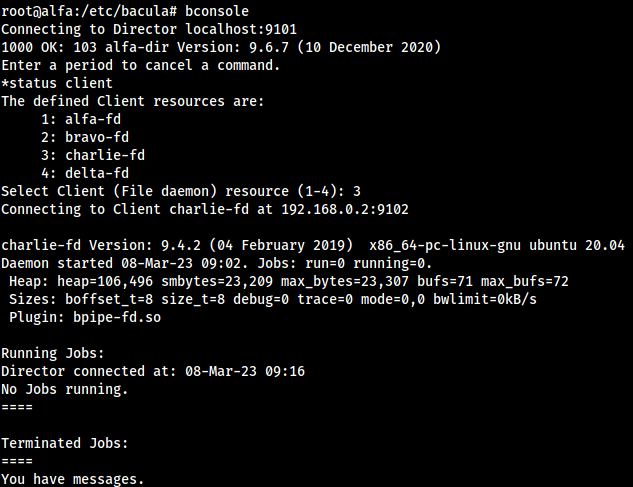 root@alfa:/etc/bacula# bconsole
Connecting to Director localhost:9101
1000 OK: 103 alfa-dir Version: 9.6.7 (10 December 2020)
Enter a period to cancel a command.
*status client
The defined Client resources are:
     1: alfa-fd
     2: bravo-fd
     3: charlie-fd
     4: delta-fd
Select Client (File daemon) resource (1-4): 3
Connecting to Client charlie-fd at 192.168.0.2:9102

charlie-fd Version: 9.4.2 (04 February 2019)  x86_64-pc-linux-gnu ubuntu 20.04
Daemon started 08-Mar-23 09:02. Jobs: run=0 running=0.
 Heap: heap=106,496 smbytes=23,209 max_bytes=23,307 bufs=71 max_bufs=72
 Sizes: boffset_t=8 size_t=8 debug=0 trace=0 mode=0,0 bwlimit=0kB/s
 Plugin: bpipe-fd.so

Running Jobs:
Director connected at: 08-Mar-23 09:16
No Jobs running.
====

Terminated Jobs:
====
You have messages.